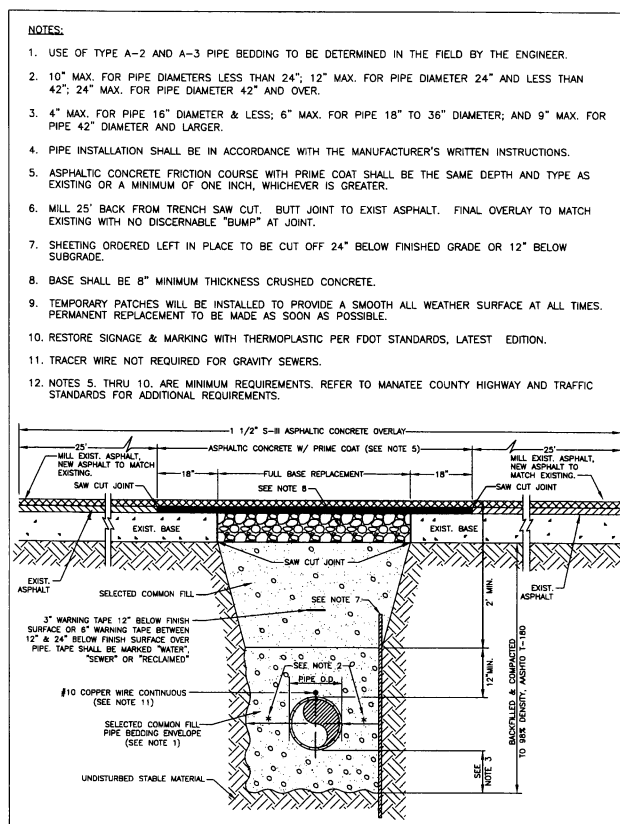 NOTES:
1. USE OF TYPE A-2 AND A-3 PIPE BEDDING TO BE DETERMINED IN THE FIELD BY THE ENGINEER.
2. 10" MAX. FOR PIPE DIAMETERS LESS THAN 24"; 12" MAX. FOR PIPE DIAMETER 24" AND LESS THAN
42"; 24" MAX. FOR PIPE DIAMETER 42" AND OVER.
3. 4" MAX. FOR PIPE 16" DIAMETER & LESS; 6" MAX. FOR PIPE 18" TO 36" DIAMETER; AND 9" MAX. FOR
PIPE 42" DIAMETER AND LARGER.
4. PIPE INSTALLATION SHALL BE IN ACCORDANCE WITH THE MANUFACTURER'S WRITTEN INSTRUCTIONS.
5. ASPHALTIC CONCRETE FRICTION COURSE WITH PRIME COAT SHALL BE THE SAME DEPTH AND TYPE AS
EXISTING OR A MINIMUM OF ONE INCH, WHICHEVER IS GREATER.
6. MILL 25' BACK FROM TRENCH SAW CUT. BUTT JOINT TO EXIST ASPHALT. FINAL OVERLAY TO MATCH
EXISTING WITH NO DISCERNABLE "BUMP" AT JOINT.
7. SHEETING ORDERED LEFT IN PLACE TO BE CUT OFF 24" BELOW FINISHED GRADE OR 12" BELOW
SUBGRADE.
8. BASE SHALL BE 8" MINIMUM THICKNESS CRUSHED CONCRETE.
9. TEMPORARY PATCHES WILL BE INSTALLED TO PROVIDE A SMOOTH ALL WEATHER SURFACE AT ALL TIMES.
PERMANENT REPLACEMENT TO BE MADE AS SOON AS POSSIBLE.
10. RESTORE SIGNAGE & MARKING WITH THERMOPLASTIC PER FDOT STANDARDS, LATEST EDITION.
11. TRACER WIRE NOT REQUIRED FOR GRAVITY SEWERS.
12. NOTES 5. THRU 10. ARE MINIMUM REQUIREMENTS. REFER TO MANATEE COUNTY HIGHWAY AND TRAFFIC
STANDARDS FOR ADDITIONAL REQUIREMENTS.
1 1/2" S-III ASPHALTIC CONCRETE OVERLAY
25'
ASPHALTIC CONCRETE W/ PRIME COAT (SEE NOTE 5)
25'
MILL EXIST. ASPHALT,
NEW ASPHALT TO MATCH
EXISTING.
18"
FULL BASE REPLACEMENT
18"
MILL EXIST. ASPHALT,
NEW ASPHALT TO
MATCH EXISTING.
SAW CUT JOINT
SEE NOTE 8
SAW CUT JOINT
EXIST. BASE
EXIST. BASE
EXIST.
ASPHALT
SAW CUT JOINT
EXIST.
ASPHALT
SELECTED COMMON FILL
SEE NOTE 7
2' MIN.
3" WARNING TAPE 12" BELOW FINISH
SURFACE OR 6" WARNING TAPE BETWEEN
12" & 24" BELOW FINISH SURFACE OVER
PIPE. TAPE SHALL BE MARKED "WATER",
"SEWER" OR "RECLAIMED"
SEE NOTE 2
PIPE O.D.
12"MIN.
#10 COPPER WIRE CONTINUOUS
(SEE NOTE 11)
* *
SELECTED COMMON FILL
PIPE BEDDING ENVELOPE
(SEE NOTE 1)
SEE
NOTE 3
BACKFILLED & COMPACTED
TO 98% DENSITY, AASHTO T-180
UNDISTURBED STABLE MATERIAL